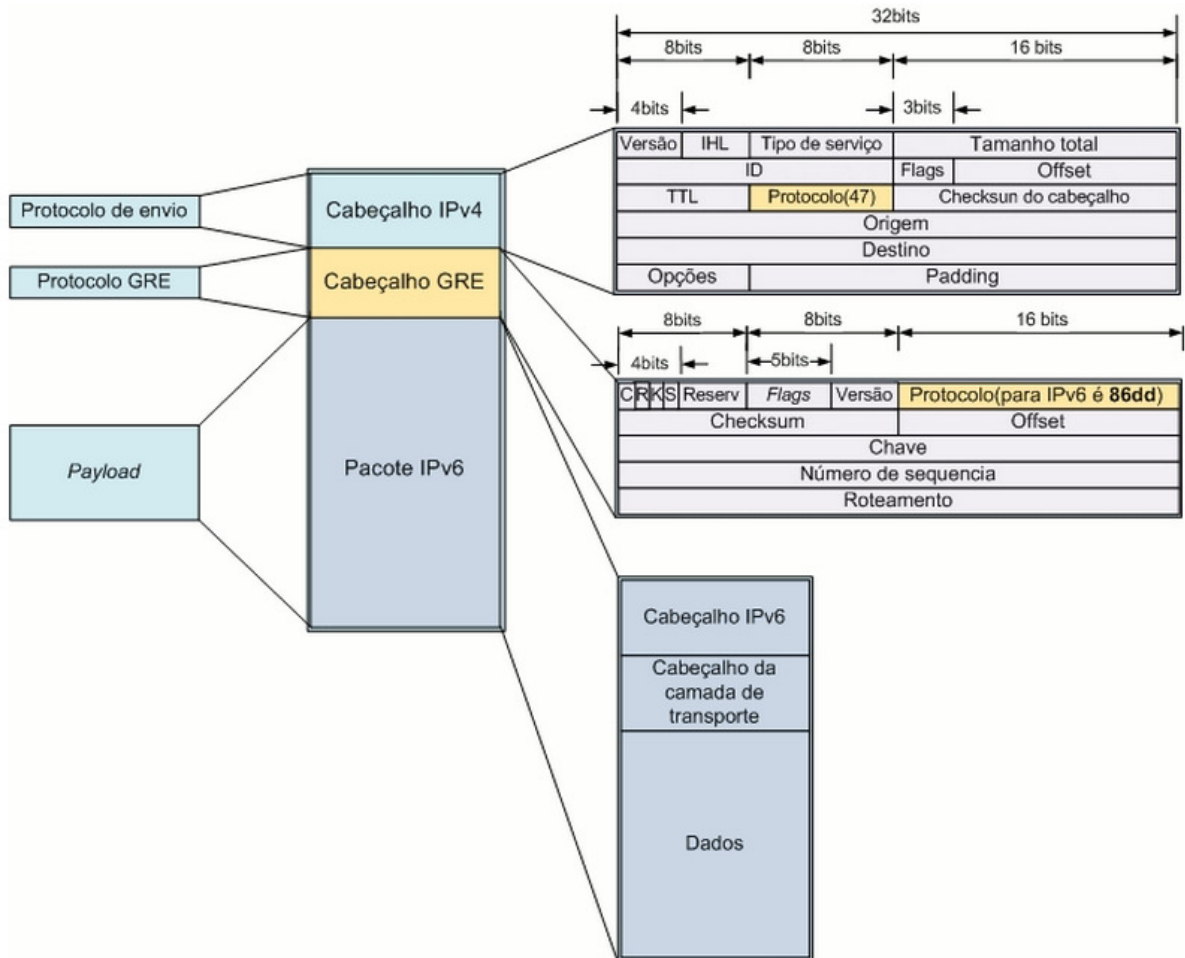 32bits
8bits 8bits 16 bits
4bits 3bits
Versão IHL Tipo de serviço Tamanho total
ID Flags Offset
TTL Protocolo(47) Checksun do cabeçalho
Origem
Destino
Opções Padding
Protocolo de envio
Protocolo GRE
Payload
Cabeçalho IPv4
Cabeçalho GRE
Pacote IPv6
8bits 8bits 16 bits
4bits 5bits
C R K S Reserv Flags Versão Protocolo(para IPv6 é 86dd)
Checksum Offset
Chave
Número de sequencia
Roteamento
Cabeçalho IPv6
Cabeçalho da
camada de
transporte
Dados